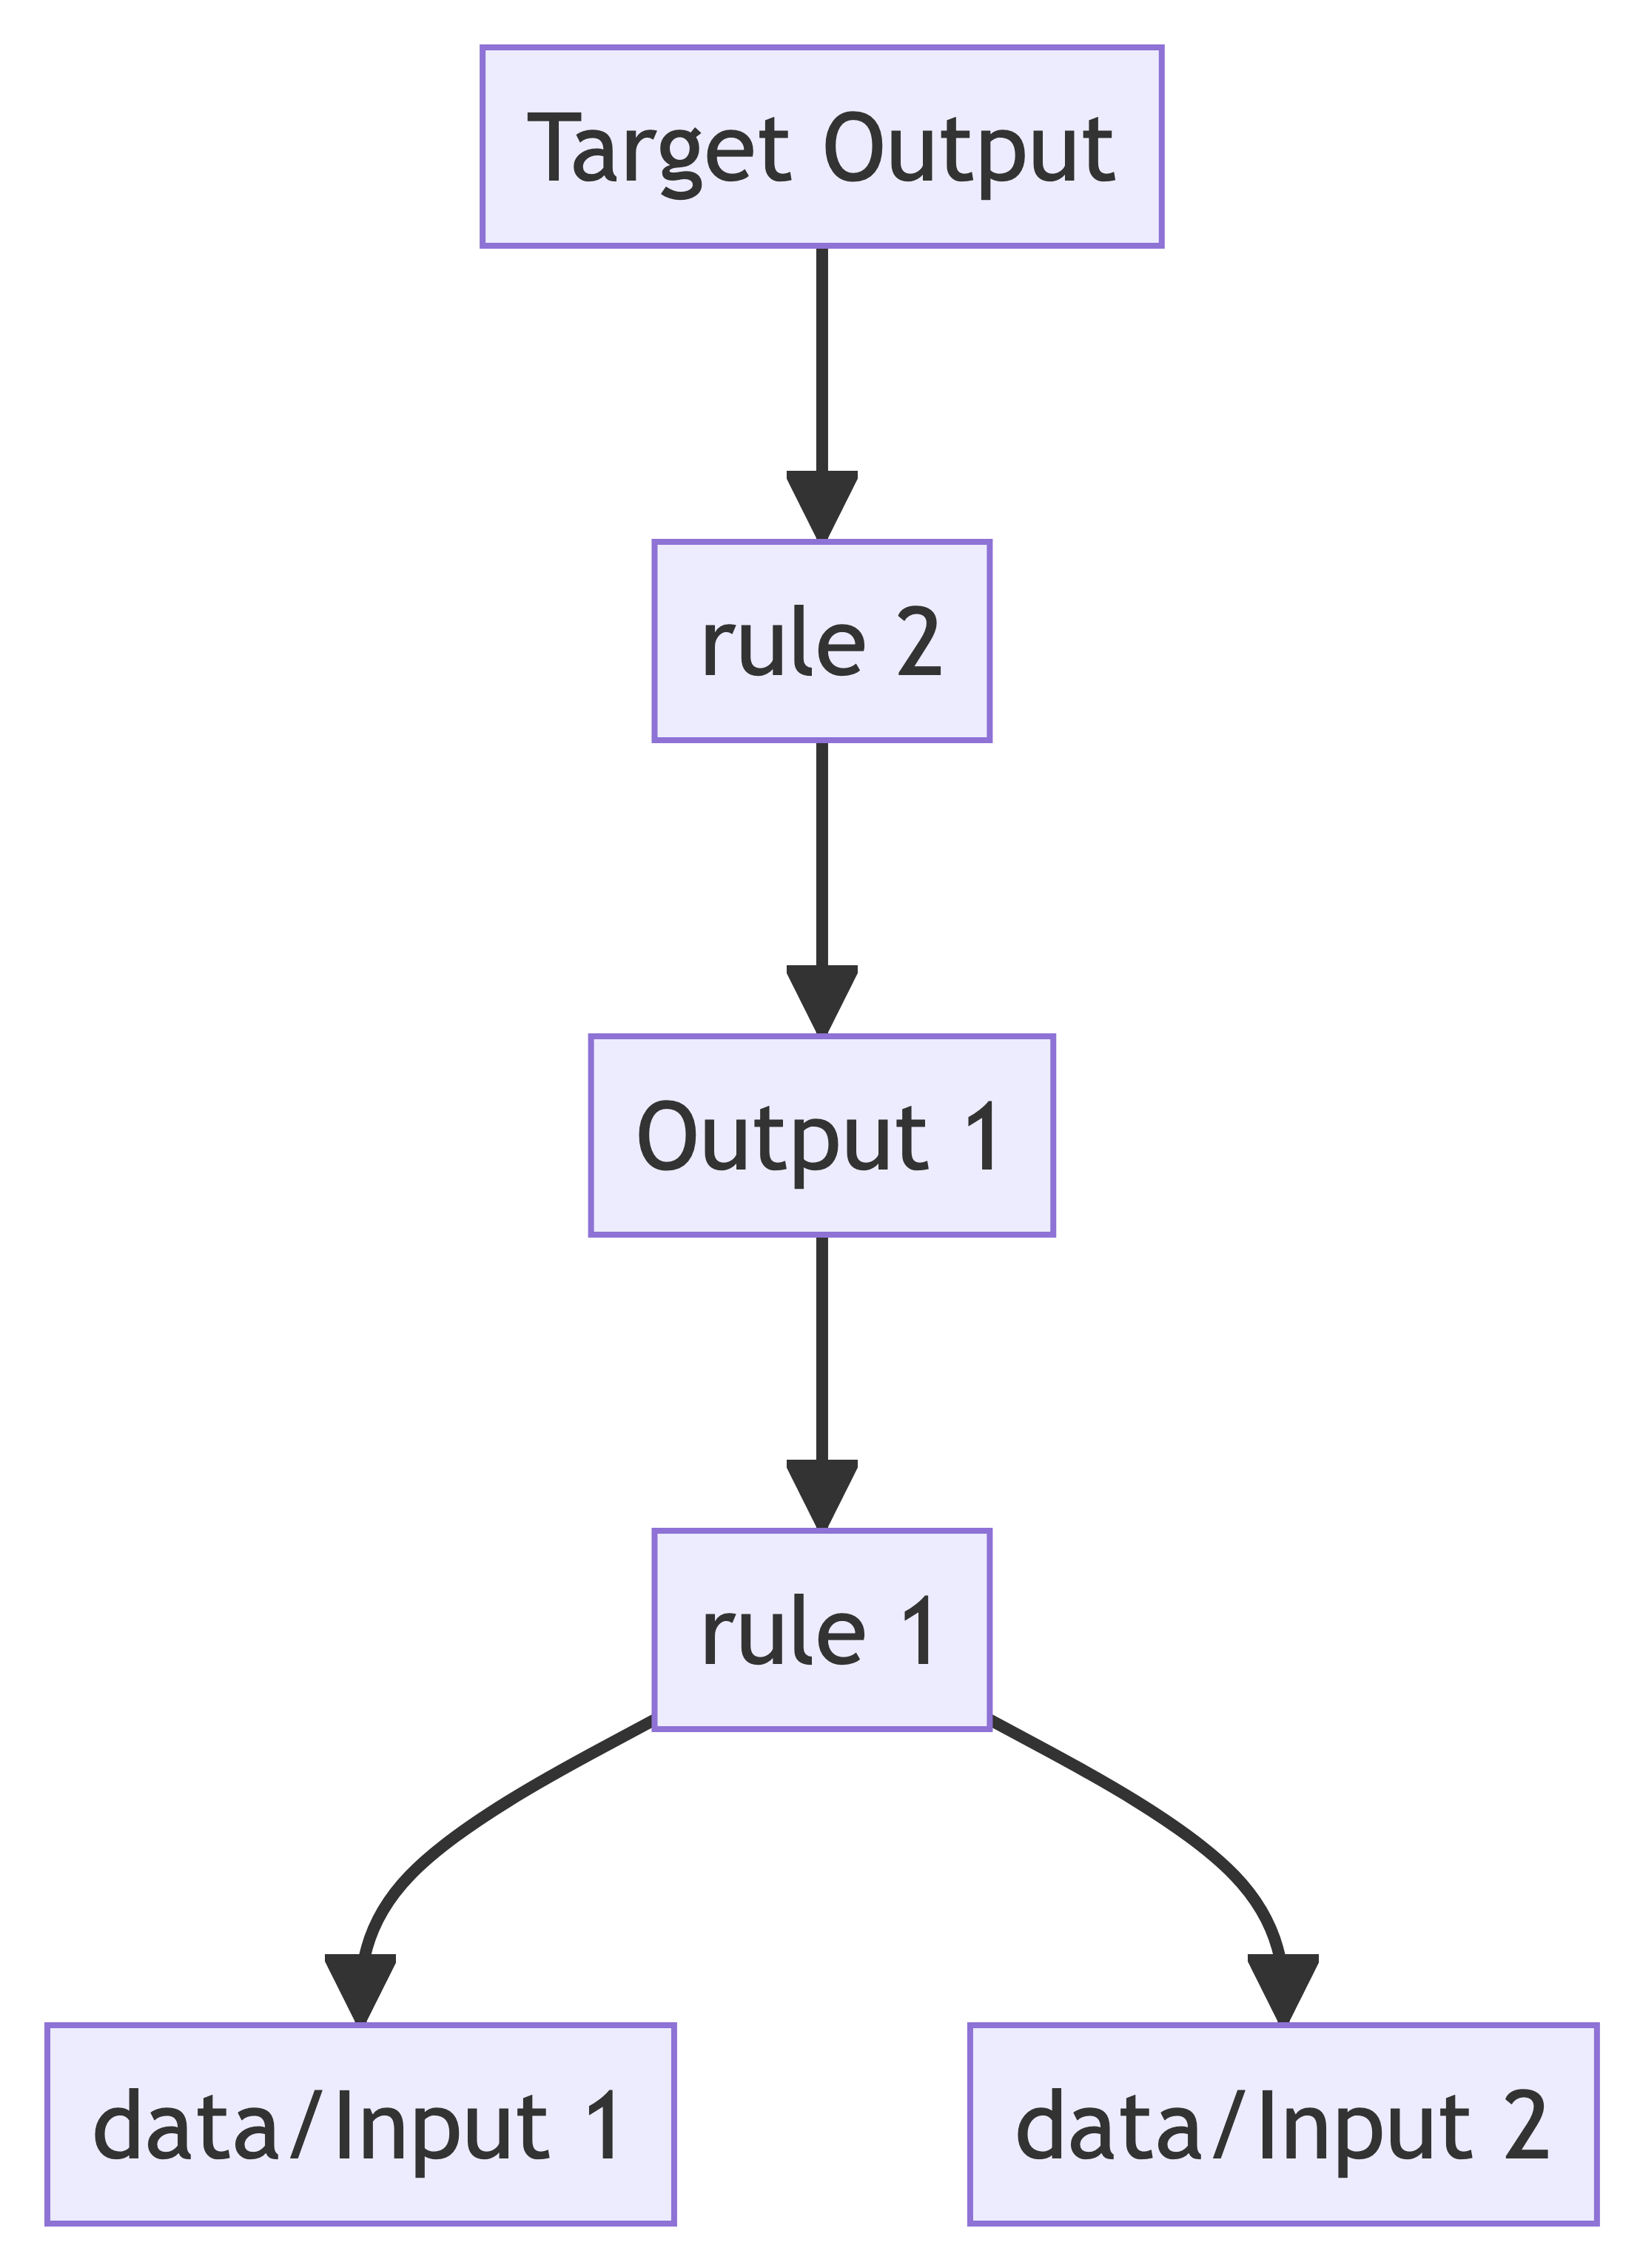 Target Output
rule 2
Output 1
rule 1
data/Input 1
data/Input 2